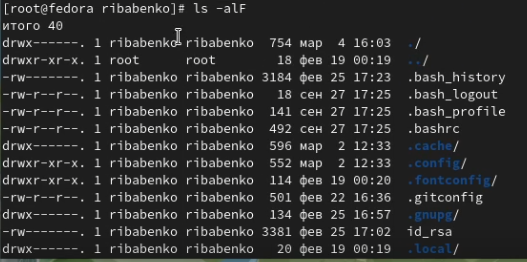 [root@fedora ribabenko]# ls -alF
итого 40
drwx------. 1 ribabenko ribabenko  754 мар  4 16:03 ./
drwxr-xr-x. 1 root      root        18 фев 19 00:19 ../
-rw-------. 1 ribabenko ribabenko 3184 фев 25 17:23 .bash_history
-rw-r--r--. 1 ribabenko ribabenko   18 сен 27 17:25 .bash_logout
-rw-r--r--. 1 ribabenko ribabenko  141 сен 27 17:25 .bash_profile
-rw-r--r--. 1 ribabenko ribabenko  492 сен 27 17:25 .bashrc
drwx------. 1 ribabenko ribabenko  596 мар  2 12:33 .cache/
drwxr-xr-x. 1 ribabenko ribabenko  552 мар  2 12:33 .config/
drwxr-xr-x. 1 ribabenko ribabenko  114 фев 19 00:20 .fontconfig/
-rw-r--r--. 1 ribabenko ribabenko  501 фев 22 16:36 .gitconfig
drwx------. 1 ribabenko ribabenko  134 фев 25 16:57 .gnupg/
-rw-------. 1 ribabenko ribabenko 3381 фев 25 17:02 id_rsa
drwx------. 1 ribabenko ribabenko   20 фев 19 00:19 .local/